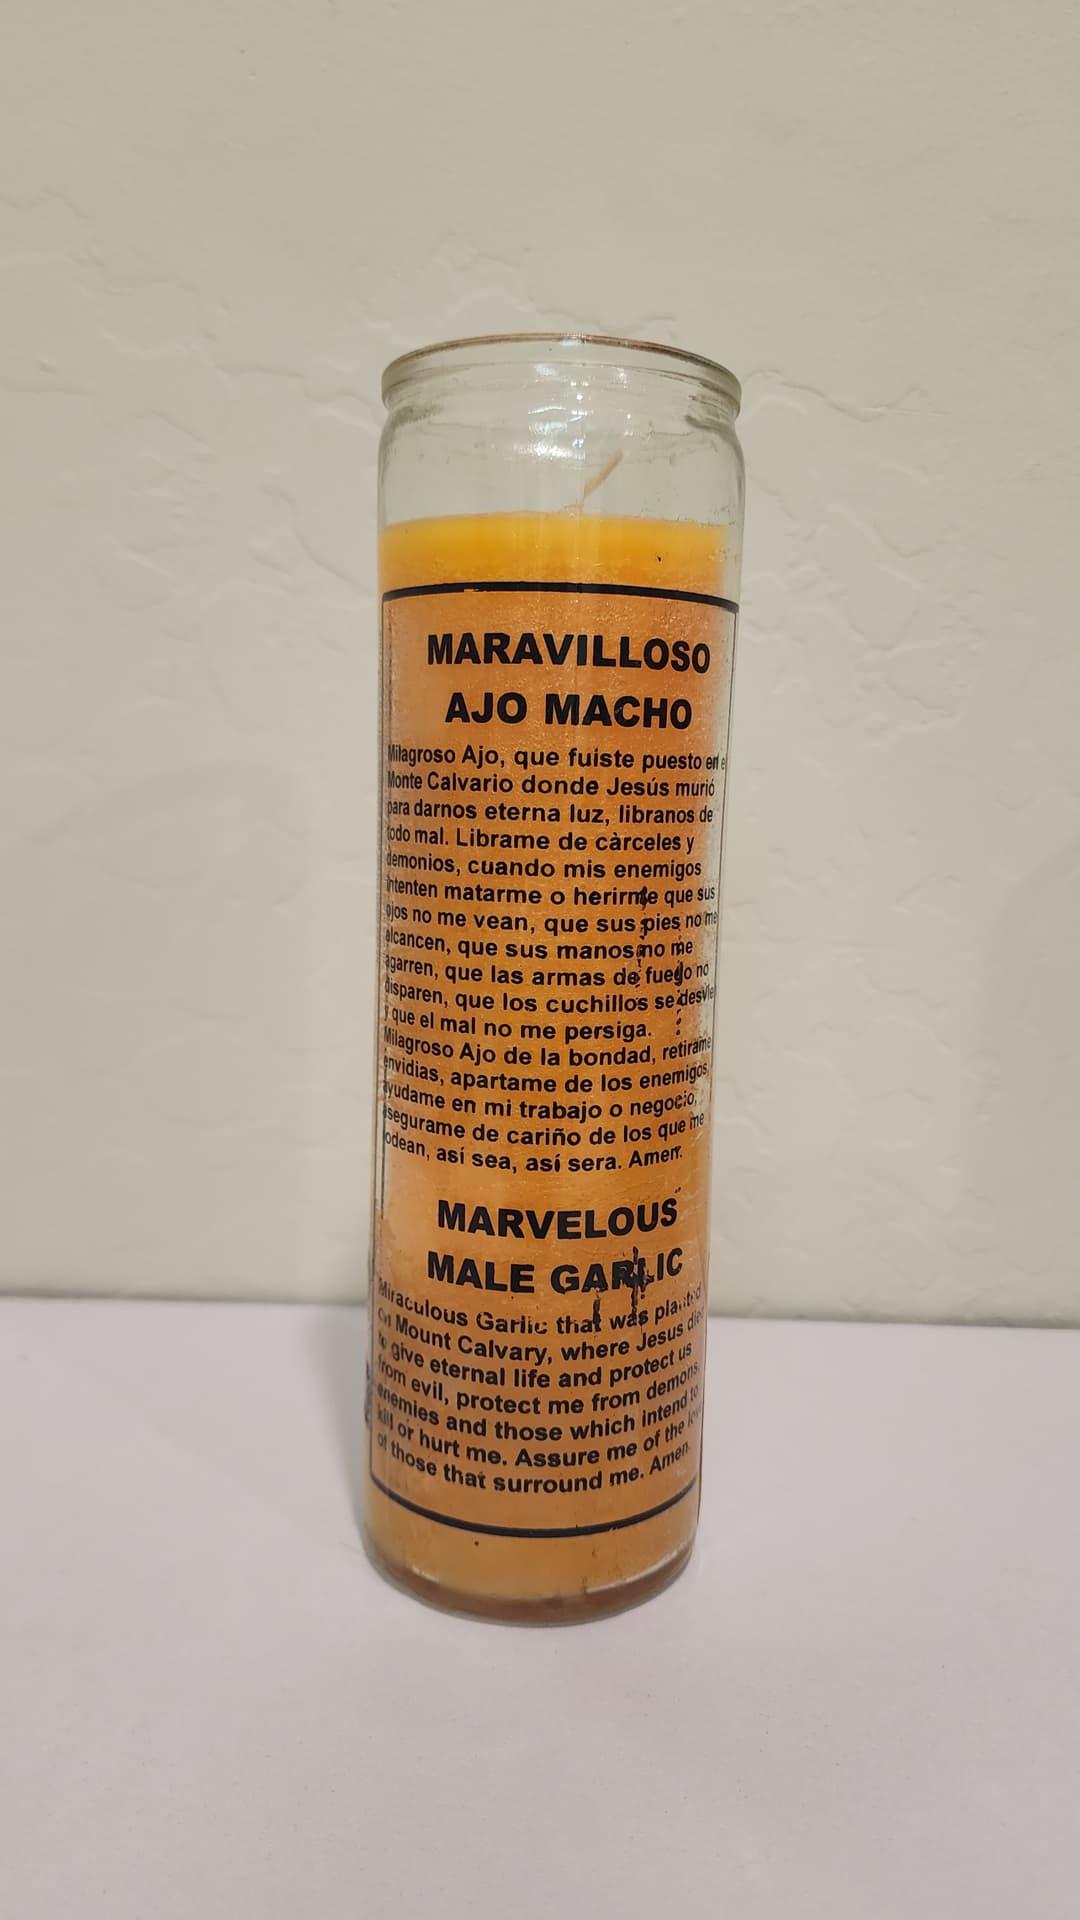 MARAVILLOSO
AJO MACHO
Milagroso Ajo, que fuiste puesto en e
Monte Calvario donde Jesús murió
para darnos eterna luz, libranos de
todo mal. Librame de càrceles y
demonios, cuando mis enemigos
intenten matarme o herirme que sus
ojos no me vean, que sus pies no me
alcancen, que sus manos no me
agarren, que las armas de fuego no
disparen, que los cuchillos se desvien
y que el mal no me persiga.
Milagroso Ajo de la bondad, retirame
envidias, apartame de los enemigos,
ayudame en mi trabajo o negocio,
asegurame de cariño de los que me
rodean, así sea, así sera. Amen.
MARVELOUS
MALE GARLIC
Miraculous Garlic that was planted
on Mount Calvary, where Jesus died
to give eternal life and protect us
from evil, protect me from demons,
enemies and those which intend to
kill or hurt me. Assure me of the love
of those that surround me. Amen.